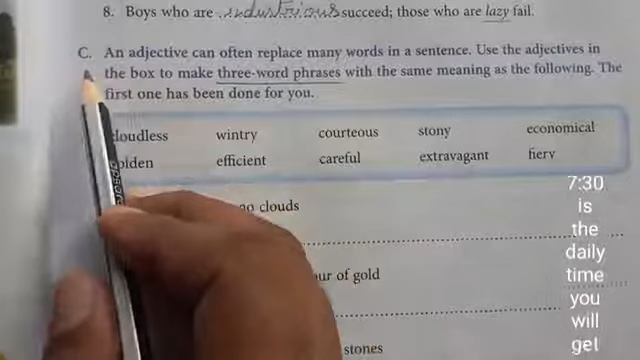 8. Boys who are industrious succeed; those who are lazy fail.
C. An adjective can often replace many words in a sentence. Use the adjectives in
the box to make three-word phrases with the same meaning as the following. The
first one has been done for you.
loudless wintry courteous stony economical
olden efficient careful extravagant fiery
no clouds
ur of gold
stones
7:30
is
the
daily
time
you
will
get